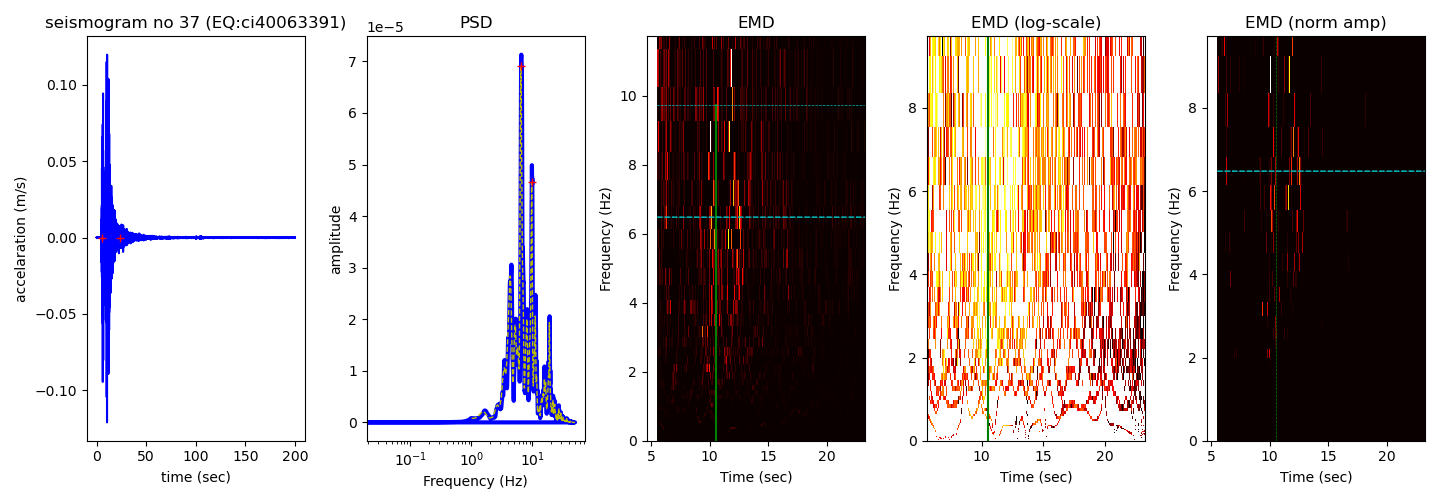 seismogram no 37 (EQ:ci40063391)
accelaration (m/s)
0.10
0.05
0.00
−0.05
−0.10
0 50 100 150 200
time (sec)
PSD
1e−5
amplitude
7
6
5
4
3
2
1
0
10⁻¹ 10⁰ 10¹
Frequency (Hz)
EMD
Frequency (Hz)
10
8
6
4
2
0
5 10 15 20
Time (sec)
EMD (log-scale)
Frequency (Hz)
8
6
4
2
0
10 15 20
Time (sec)
EMD (norm amp)
Frequency (Hz)
8
6
4
2
0
5 10 15 20
Time (sec)